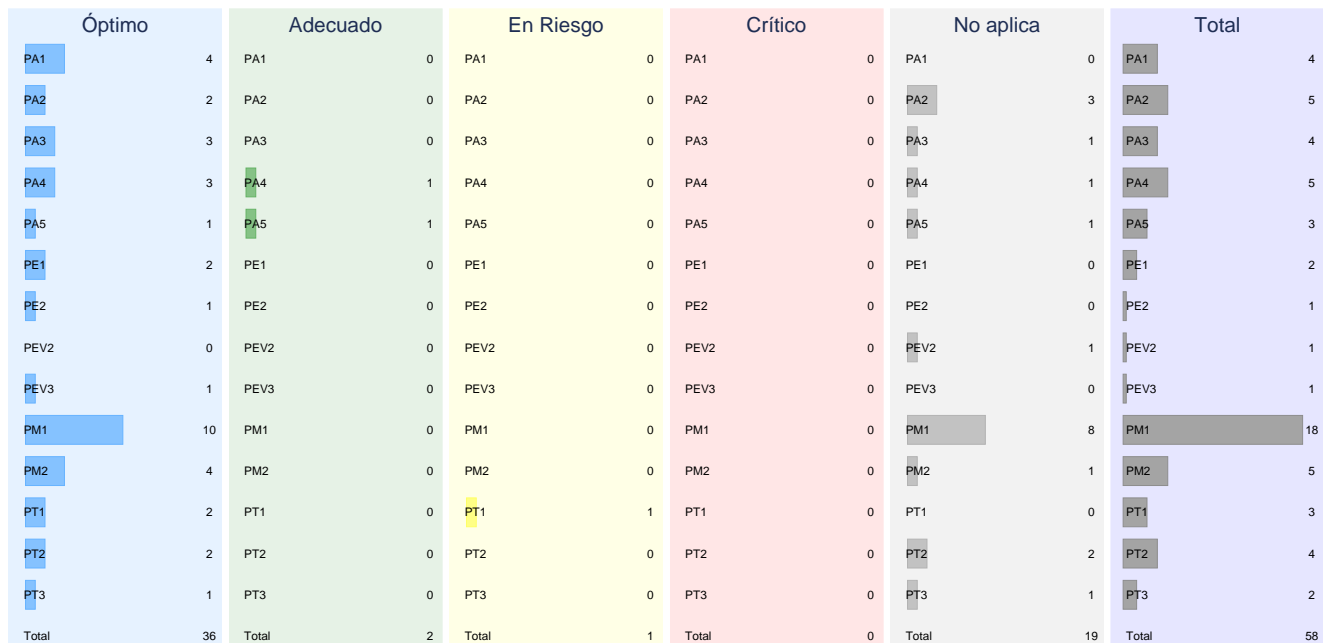 Óptimo Adecuado En Riesgo Crítico No aplica Total
PA1 4 PA1 0 PA1 0 PA1 0 PA1 0 PA1 4
PA2 2 PA2 0 PA2 0 PA2 0 PA2 3 PA2 5
PA3 3 PA3 0 PA3 0 PA3 0 PA3 1 PA3 4
PA4 3 PA4 1 PA4 0 PA4 0 PA4 1 PA4 5
PA5 1 PA5 1 PA5 0 PA5 0 PA5 1 PA5 3
PE1 2 PE1 0 PE1 0 PE1 0 PE1 0 PE1 2
PE2 1 PE2 0 PE2 0 PE2 0 PE2 0 PE2 1
PEV2 0 PEV2 0 PEV2 0 PEV2 0 PEV2 1 PEV2 1
PEV3 1 PEV3 0 PEV3 0 PEV3 0 PEV3 0 PEV3 1
PM1 10 PM1 0 PM1 0 PM1 0 PM1 8 PM1 18
PM2 4 PM2 0 PM2 0 PM2 0 PM2 1 PM2 5
PT1 2 PT1 0 PT1 1 PT1 0 PT1 0 PT1 3
PT2 2 PT2 0 PT2 0 PT2 0 PT2 2 PT2 4
PT3 1 PT3 0 PT3 0 PT3 0 PT3 1 PT3 2
Total 36 Total 2 Total 1 Total 0 Total 19 Total 58